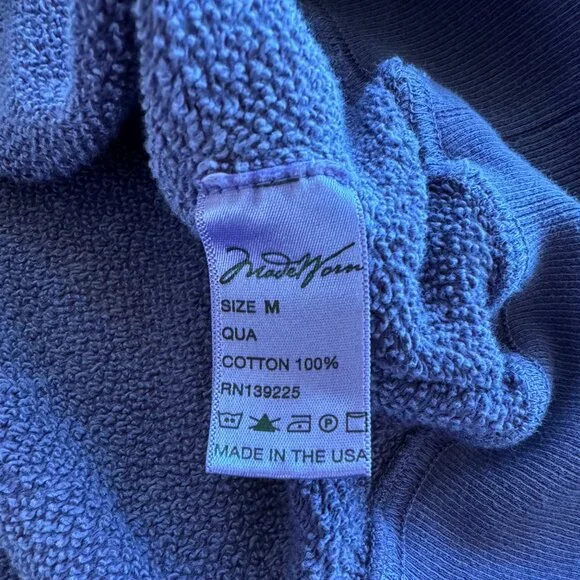 MadeWorn
SIZE M
QUA
COTTON 100%
RN139225
P
MADE IN THE USA